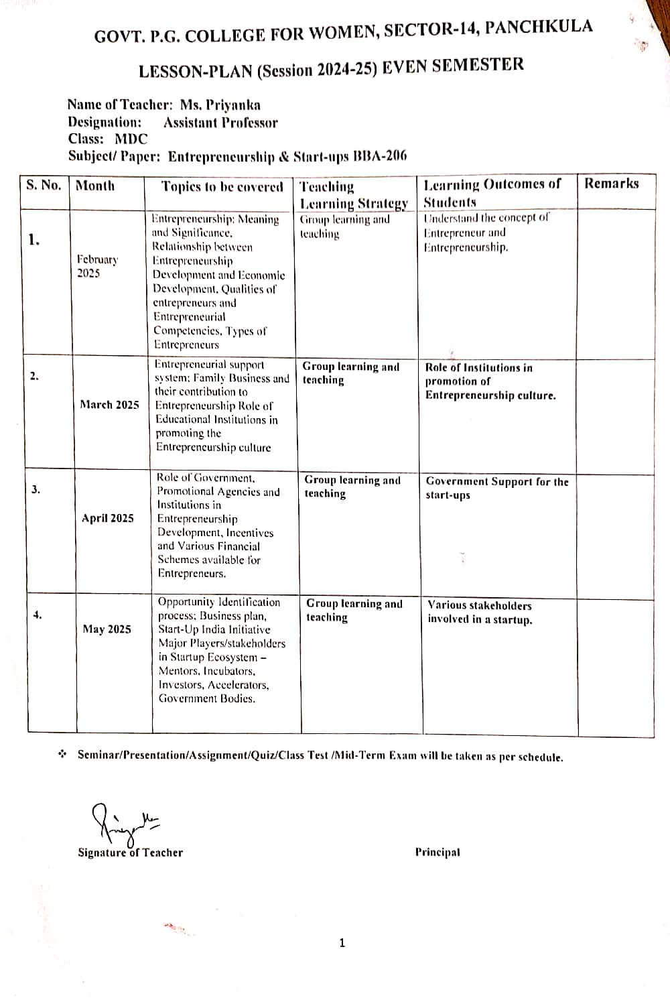 GOVT. P.G. COLLEGE FOR WOMEN, SECTOR-14, PANCHKULA
LESSON-PLAN (Session 2024-25) EVEN SEMESTER
Name of Teacher: Ms. Priyanka
Designation: Assistant Professor
Class: MDC
Subject/ Paper: Entrepreneurship & Start-ups BBA-206
S. No.
Month
Topics to be covered
Teaching
Learning Strategy
Learning Outcomes of
Students
Remarks
1.
February
2025
Entrepreneurship: Meaning
and Significance,
Relationship between
Entrepreneurship
Development and Economic
Development, Qualities of
entrepreneurs and
Entrepreneurial
Competencies, Types of
Entrepreneurs
Group learning and
teaching
Understand the concept of
Entrepreneur and
Entrepreneurship.
2.
March 2025
Entrepreneurial support
system; Family Business and
their contribution to
Entrepreneurship Role of
Educational Institutions in
promoting the
Entrepreneurship culture
Group learning and
teaching
Role of Institutions in
promotion of
Entrepreneurship culture.
3.
April 2025
Role of Government,
Promotional Agencies and
Institutions in
Entrepreneurship
Development, Incentives
and Various Financial
Schemes available for
Entrepreneurs.
Group learning and
teaching
Government Support for the
start-ups
4.
May 2025
Opportunity Identification
process; Business plan,
Start-Up India Initiative
Major Players/stakeholders
in Startup Ecosystem –
Mentors, Incubators,
Investors, Accelerators,
Government Bodies.
Group learning and
teaching
Various stakeholders
involved in a startup.
❖ Seminar/Presentation/Assignment/Quiz/Class Test /Mid-Term Exam will be taken as per schedule.
Priyanka
Signature of Teacher
Principal
1